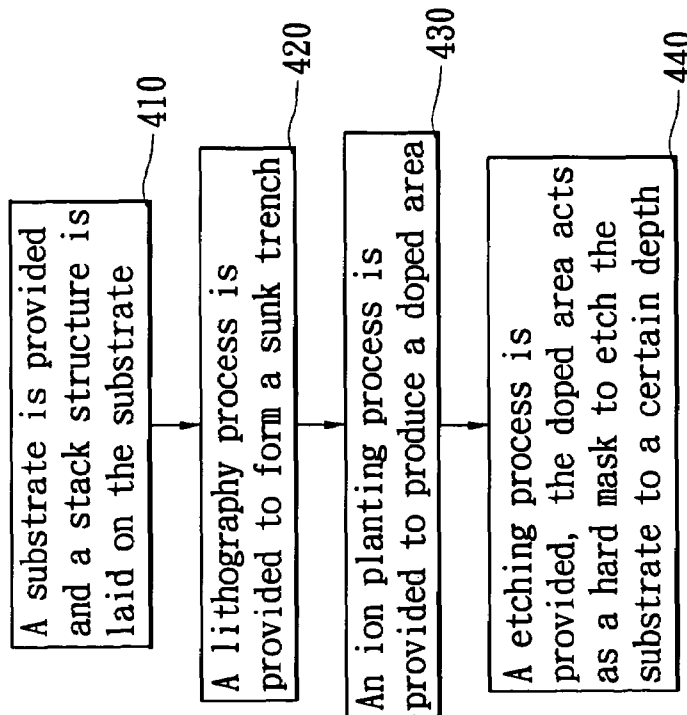 A substrate is provided
and a stack structure is
laid on the substrate
410
A lithography process is
provided to form a sunk trench
420
An ion planting process is
provided to produce a doped area
430
A etching process is
provided, the doped area acts
as a hard mask to etch the
substrate to a certain depth
440